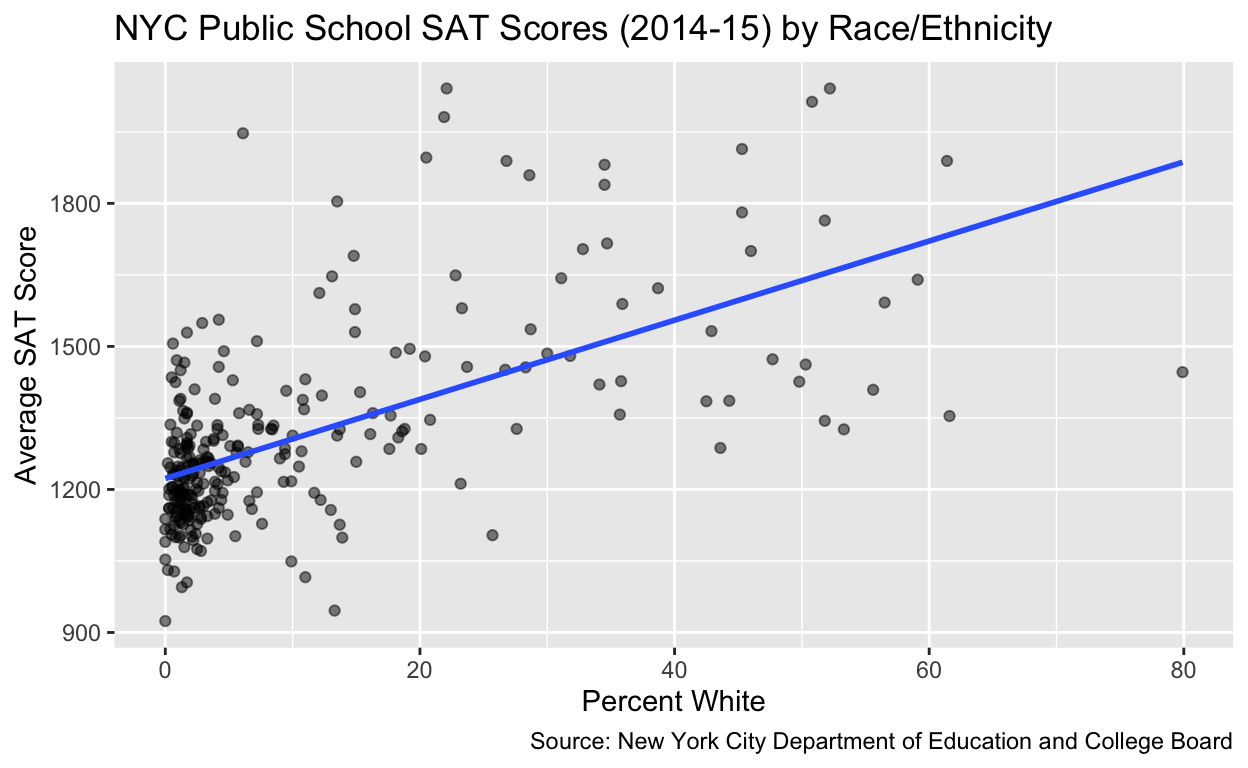 NYC Public School SAT Scores (2014-15) by Race/Ethnicity
Average SAT Score
1800
1500
1200
900
0 20 40 60 80
Percent White
Source: New York City Department of Education and College Board